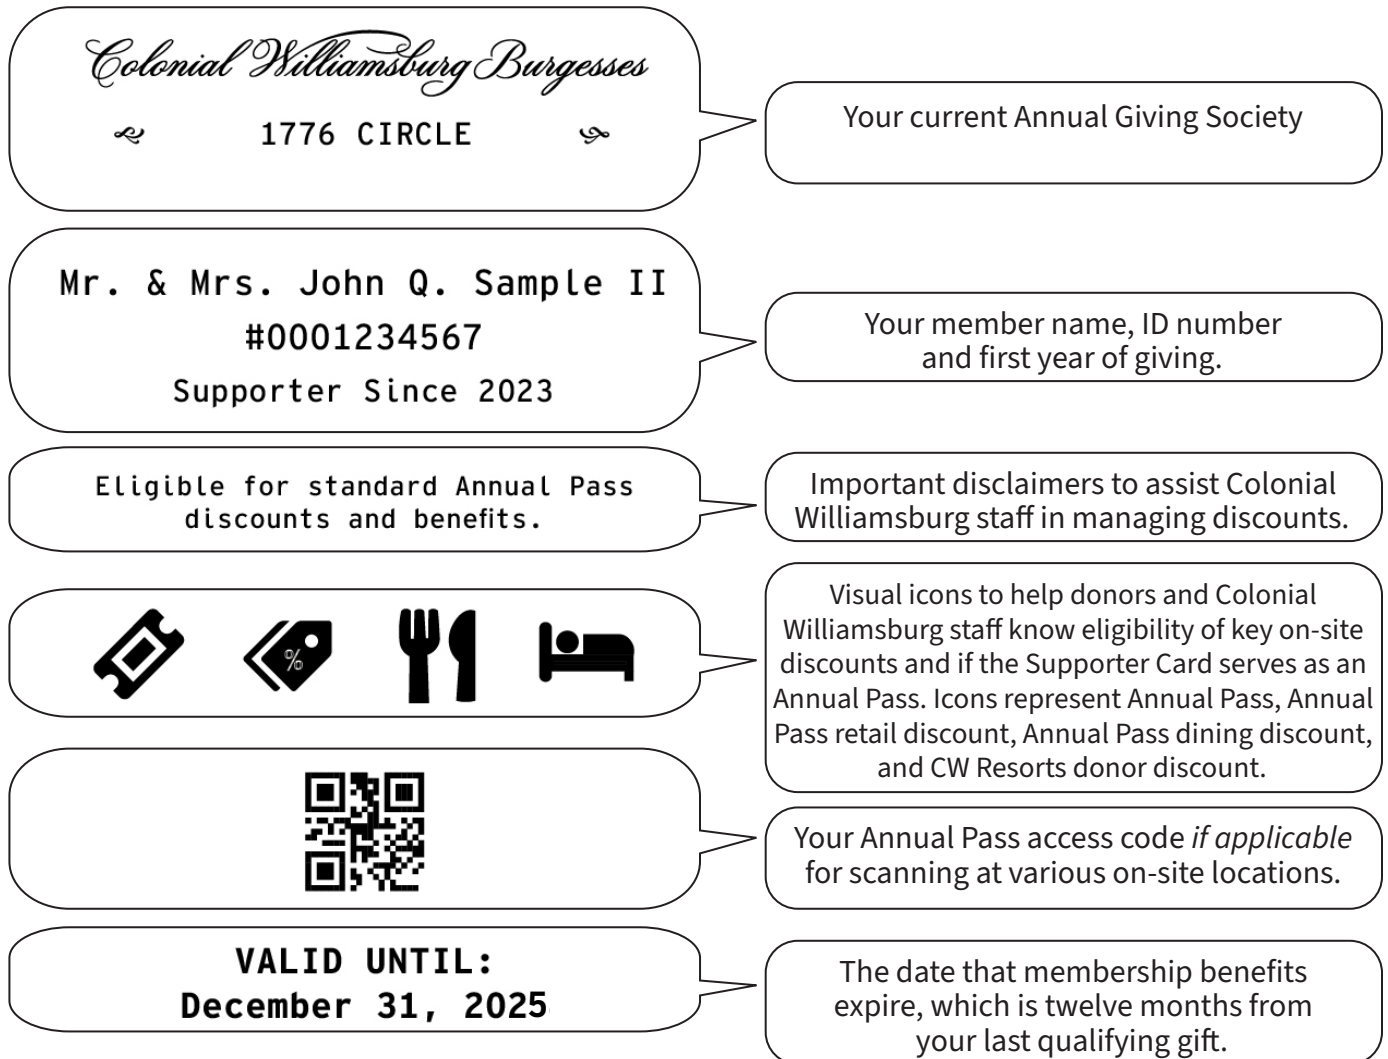 Colonial Williamsburg Burgesses
1776 CIRCLE
Your current Annual Giving Society
Mr. & Mrs. John Q. Sample II
#0001234567
Supporter Since 2023
Your member name, ID number
and first year of giving.
Eligible for standard Annual Pass
discounts and benefits.
Important disclaimers to assist Colonial
Williamsburg staff in managing discounts.
%
Visual icons to help donors and Colonial
Williamsburg staff know eligibility of key on-site
discounts and if the Supporter Card serves as an
Annual Pass. Icons represent Annual Pass, Annual
Pass retail discount, Annual Pass dining discount,
and CW Resorts donor discount.
Your Annual Pass access code if applicable
for scanning at various on-site locations.
VALID UNTIL:
December 31, 2025
The date that membership benefits
expire, which is twelve months from
your last qualifying gift.